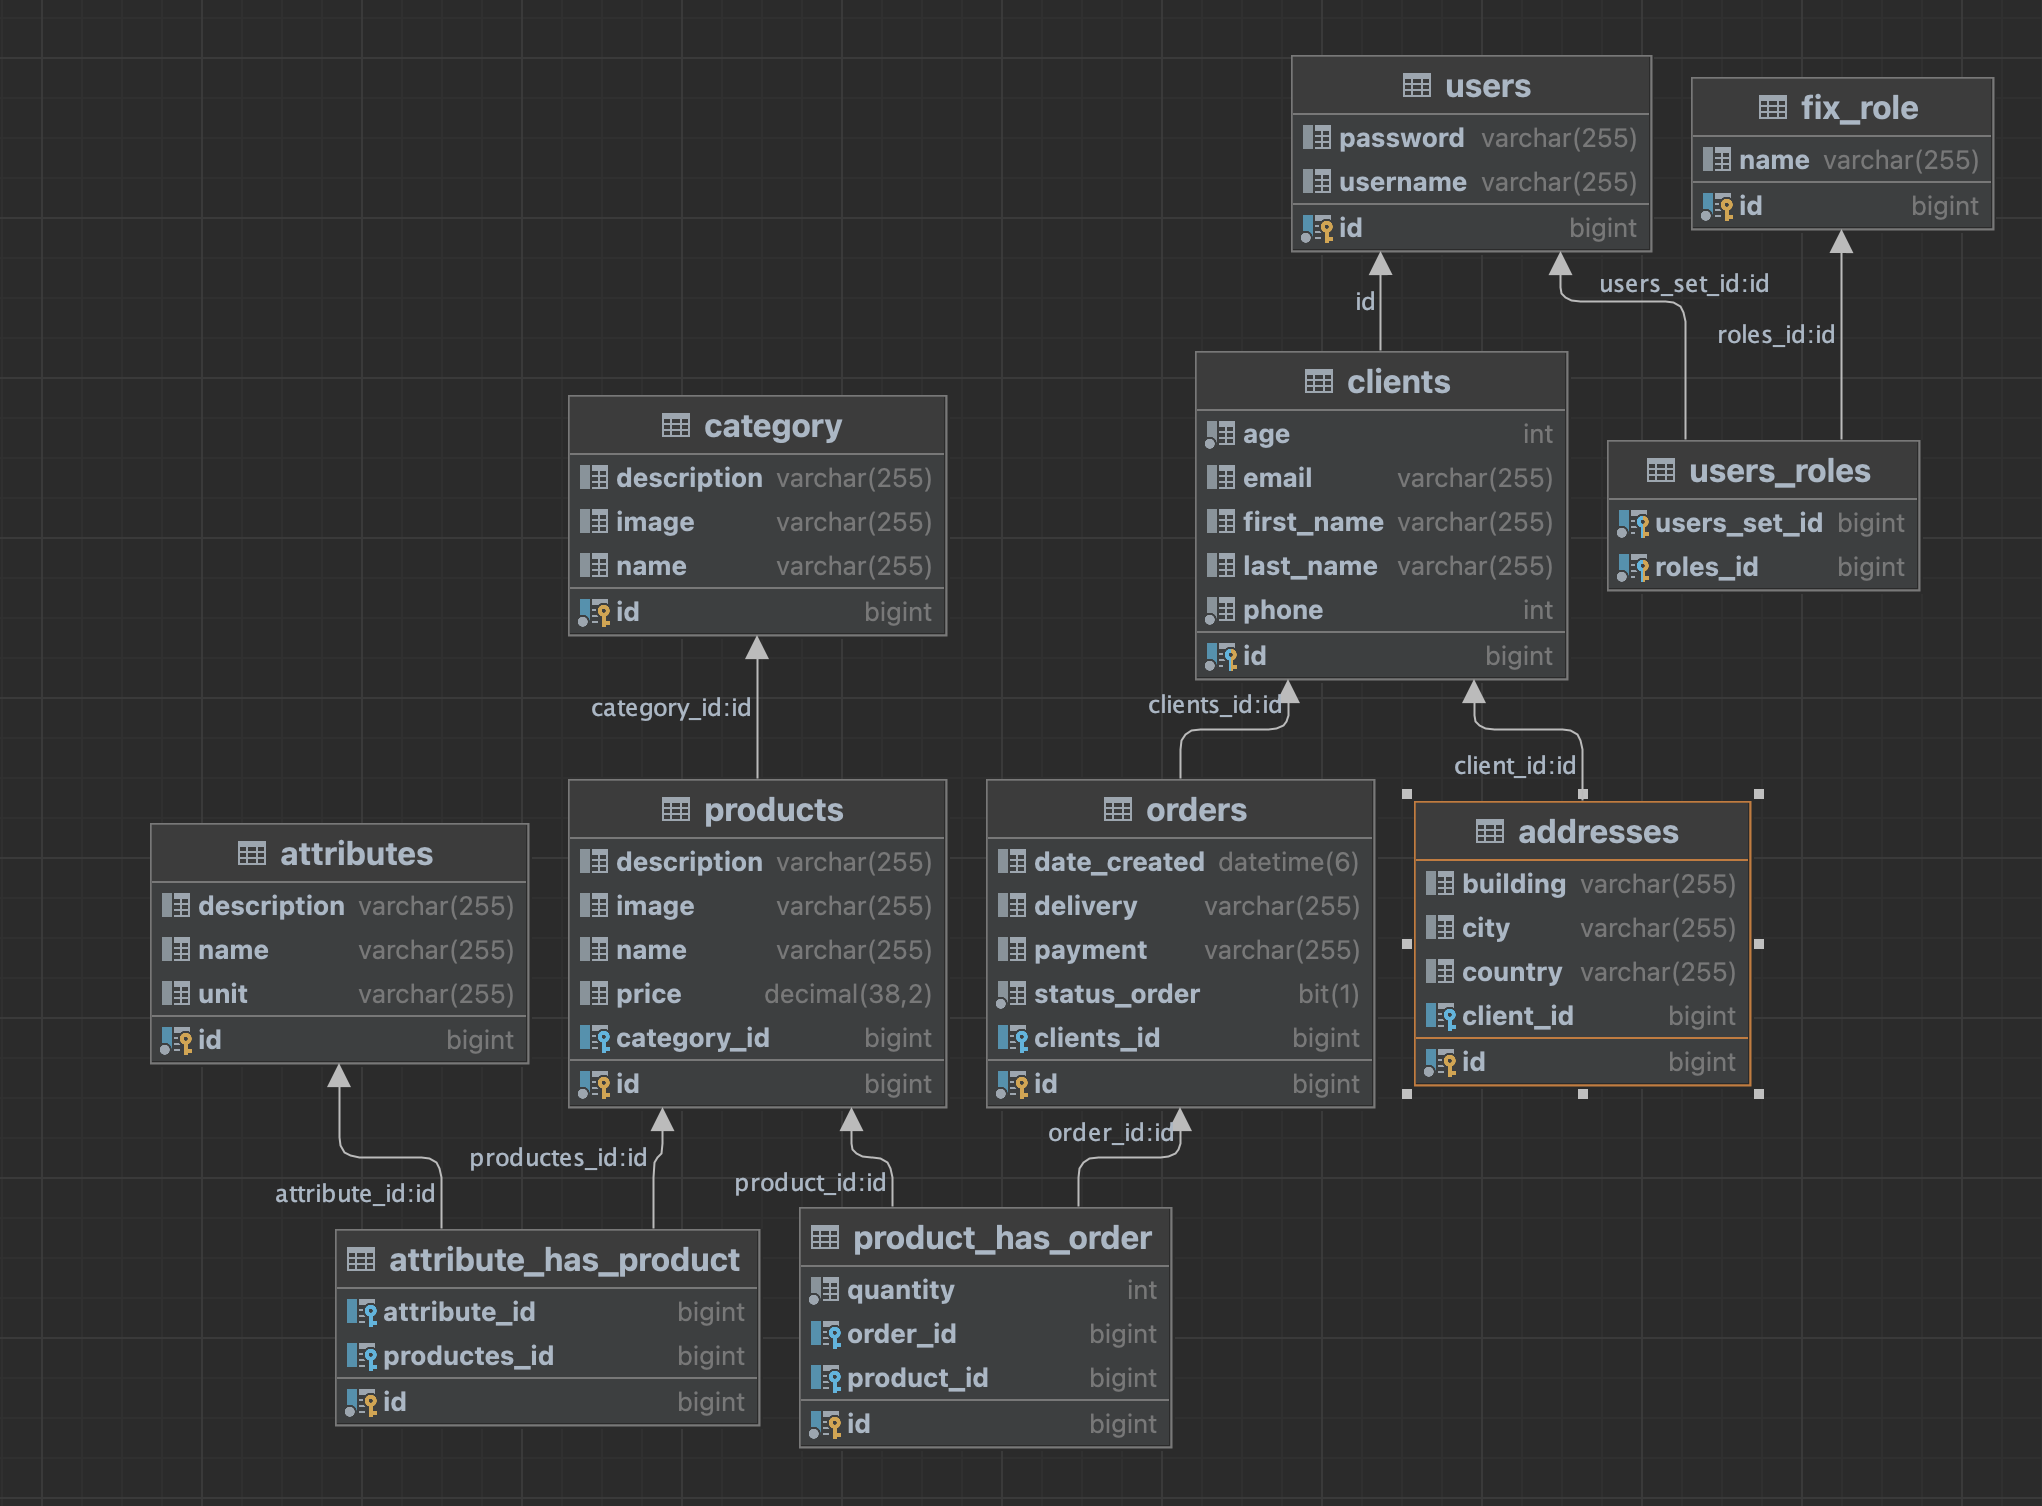 users
password varchar(255)
username varchar(255)
id bigint
fix_role
name varchar(255)
id bigint
id
users_set_id:id
roles_id:id
clients
age int
email varchar(255)
first_name varchar(255)
last_name varchar(255)
phone int
id bigint
users_roles
users_set_id bigint
roles_id bigint
category
description varchar(255)
image varchar(255)
name varchar(255)
id bigint
category_id:id
clients_id:id
client_id:id
attributes
description varchar(255)
name varchar(255)
unit varchar(255)
id bigint
products
description varchar(255)
image varchar(255)
name varchar(255)
price decimal(38,2)
category_id bigint
id bigint
orders
date_created datetime(6)
delivery varchar(255)
payment varchar(255)
status_order bit(1)
clients_id bigint
id bigint
addresses
building varchar(255)
city varchar(255)
country varchar(255)
client_id bigint
id bigint
attribute_id:id
productes_id:id
product_id:id
order_id:id
attribute_has_product
attribute_id bigint
productes_id bigint
id bigint
product_has_order
quantity int
order_id bigint
product_id bigint
id bigint